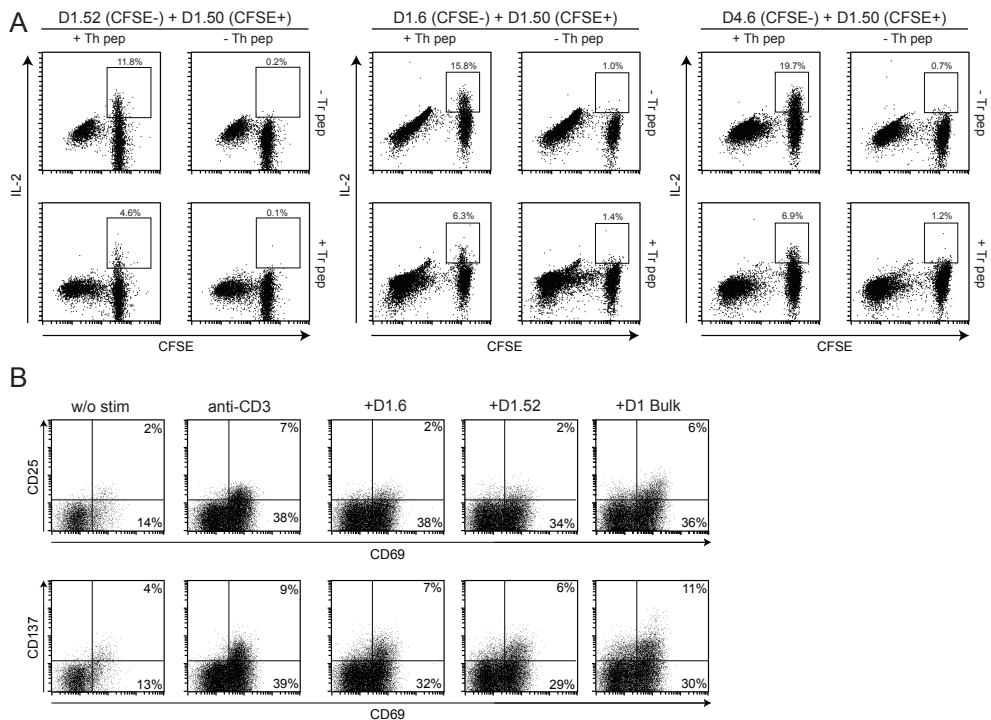 A
D1.52 (CFSE-) + D1.50 (CFSE+)
D1.6 (CFSE-) + D1.50 (CFSE+)
D4.6 (CFSE-) + D1.50 (CFSE+)
+ Th pep - Th pep
+ Th pep - Th pep
+ Th pep - Th pep
IL-2
11.8% 0.2%
- Tr pep
4.6% 0.1%
+ Tr pep
CFSE
IL-2
15.8% 1.0%
- Tr pep
6.3% 1.4%
+ Tr pep
CFSE
IL-2
19.7% 0.7%
- Tr pep
6.9% 1.2%
+ Tr pep
CFSE
B
w/o stim anti-CD3 +D1.6 +D1.52 +D1 Bulk
CD25
2% 7% 2% 2% 6%
14% 38% 38% 34% 36%
CD69
CD137
4% 9% 7% 6% 11%
13% 39% 32% 29% 30%
CD69